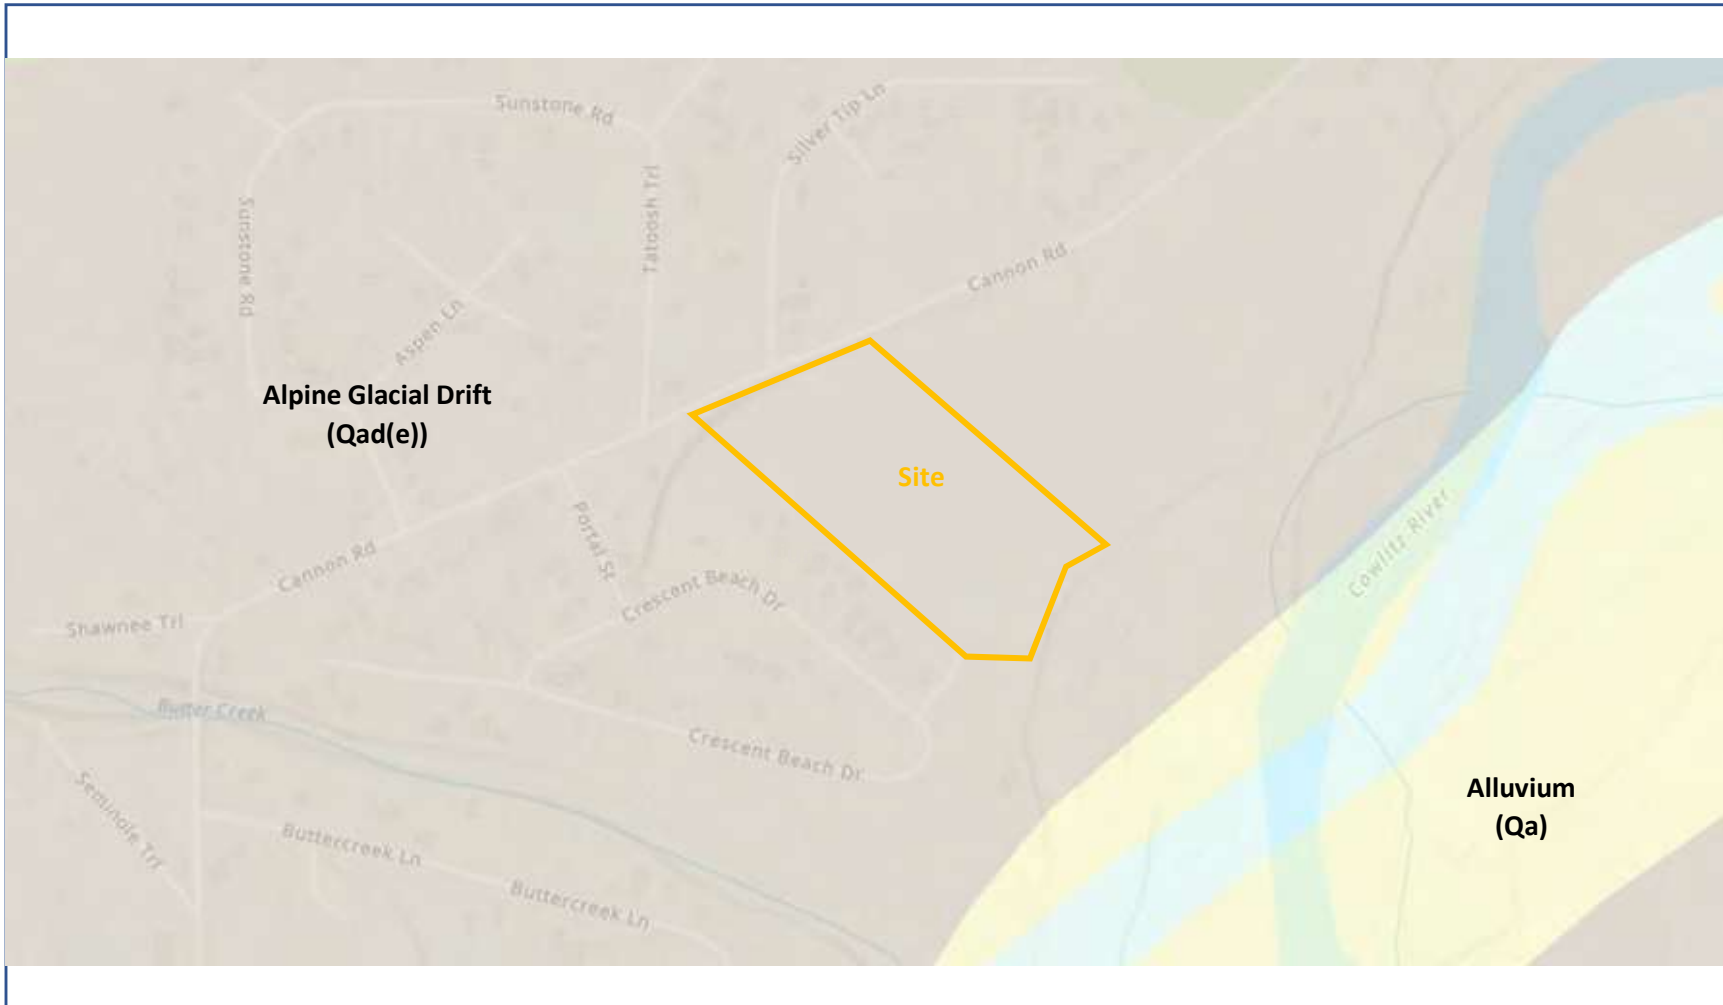 Sunstone Rd
Silver Tip Ln
Tatoosh Trl
Sunstone Rd
Cannon Rd
Aspen Ln
Alpine Glacial Drift
(Qad(e))
Site
Portal St
Cowlitz River
Cannon Rd
Crescent Beach Dr
Shawnee Trl
Butter Creek
Crescent Beach Dr
Seminole Trl
Alluvium
(Qa)
Buttercreek Ln
Buttercreek Ln